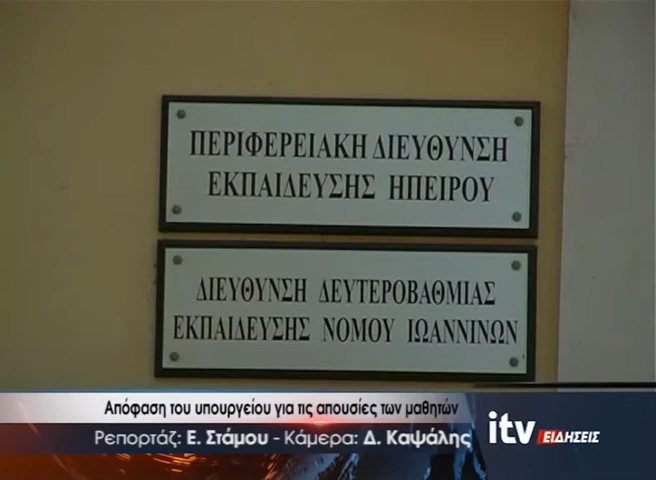 ΠΕΡΙΦΕΡΕΙΑΚΗ ΔΙΕΥΘΥΝΣΗ
ΕΚΠΑΙΔΕΥΣΗΣ ΗΠΕΙΡΟΥ
ΔΙΕΥΘΥΝΣΗ ΔΕΥΤΕΡΟΒΑΘΜΙΑΣ
ΕΚΠΑΙΔΕΥΣΗΣ ΝΟΜΟΥ ΙΩΑΝΝΙΝΩΝ
Απόφαση του υπουργείου για τις απουσίες των μαθητών
Ρεπορτάζ: Ε. Στάμου - Κάμερα: Δ. Καψάλης
itv ΕΙΔΗΣΕΙΣ